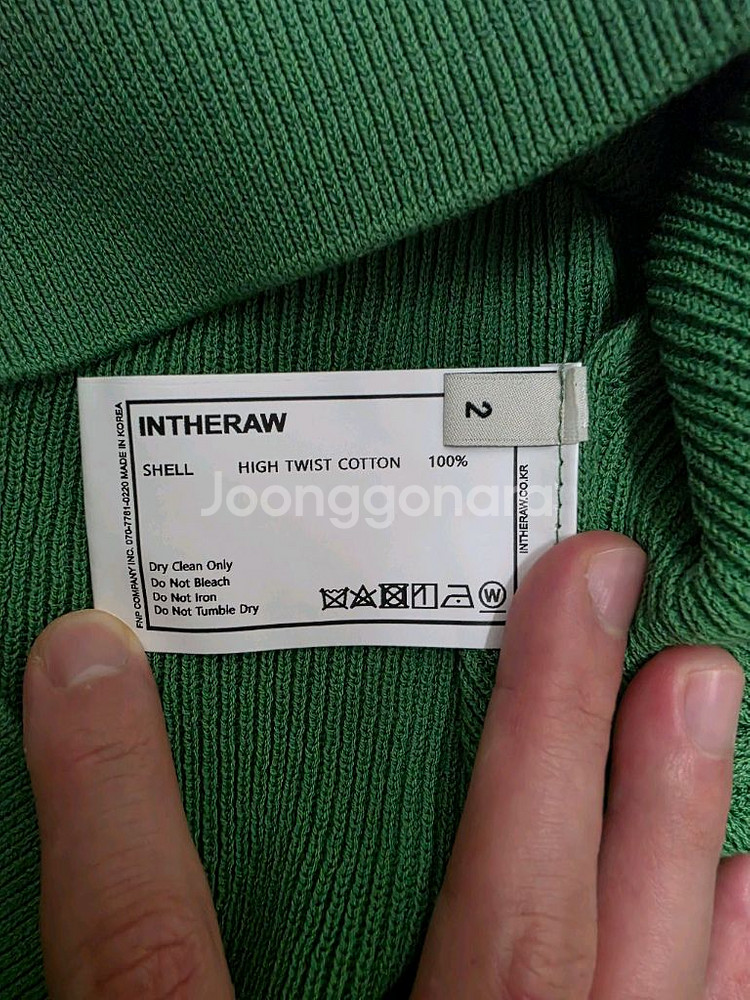 INTHERAW
2
SHELL HIGH TWIST COTTON 100%
Joonggonara
Dry Clean Only
Do Not Bleach
Do Not Iron
Do Not Tumble Dry
W
FNP COMPANY INC. 070-7781-0220 MADE IN KOREA
INTHERAW.CO.KR